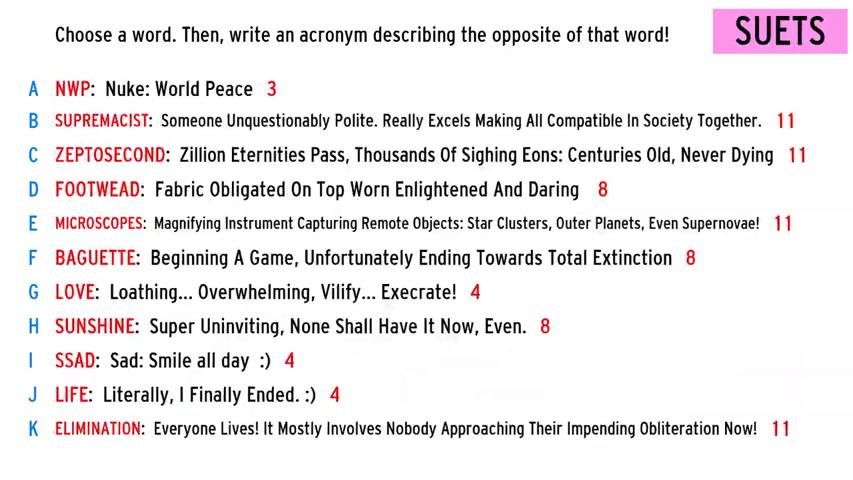 Choose a word. Then, write an acronym describing the opposite of that word!
SUETS
A NWP: Nuke: World Peace 3
B SUPREMACIST: Someone Unquestionably Polite. Really Excels Making All Compatible In Society Together. 11
C ZEPTOSECOND: Zillion Eternities Pass, Thousands Of Sighing Eons: Centuries Old, Never Dying 11
D FOOTWEAD: Fabric Obligated On Top Worn Enlightened And Daring 8
E MICROSCOPES: Magnifying Instrument Capturing Remote Objects: Star Clusters, Outer Planets, Even Supernovae! 11
F BAGUETTE: Beginning A Game, Unfortunately Ending Towards Total Extinction 8
G LOVE: Loathing... Overwhelming, Vilify... Execrate! 4
H SUNSHINE: Super Uninviting, None Shall Have It Now, Even. 8
I SSAD: Sad: Smile all day :) 4
J LIFE: Literally, I Finally Ended. :) 4
K ELIMINATION: Everyone Lives! It Mostly Involves Nobody Approaching Their Impending Obliteration Now! 11